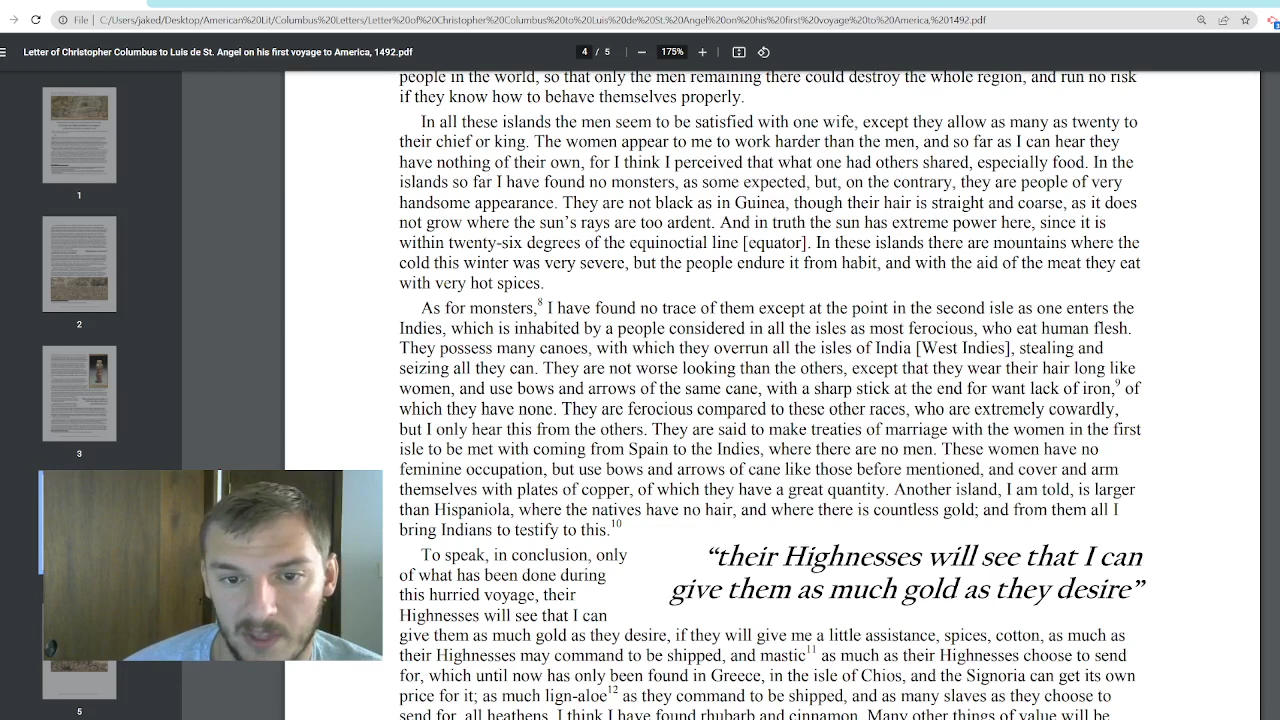 File | C:/Users/jaked/Desktop/American%20Lit/Columbus%20Letters/Letter%20of%20Christopher%20Columbus%20to%20Luis%20de%20St.%20Angel%20on%20his%20first%20voyage%20to%20America,%201492.pdf
Letter of Christopher Columbus to Luis de St. Angel on his first voyage to America, 1492.pdf
4 / 5
175%
people in the world, so that only the men remaining there could destroy the whole region, and run no risk
if they know how to behave themselves properly.
In all these islands the men seem to be satisfied with one wife, except they allow as many as twenty to
their chief or king. The women appear to me to work harder than the men, and so far as I can hear they
have nothing of their own, for I think I perceived that what one had others shared, especially food. In the
islands so far I have found no monsters, as some expected, but, on the contrary, they are people of very
handsome appearance. They are not black as in Guinea, though their hair is straight and coarse, as it does
not grow where the sun's rays are too ardent. And in truth the sun has extreme power here, since it is
within twenty-six degrees of the equinoctial line [equator]. In these islands there are mountains where the
cold this winter was very severe, but the people endure it from habit, and with the aid of the meat they eat
with very hot spices.
As for monsters,8 I have found no trace of them except at the point in the second isle as one enters the
Indies, which is inhabited by a people considered in all the isles as most ferocious, who eat human flesh.
They possess many canoes, with which they overrun all the isles of India [West Indies], stealing and
seizing all they can. They are not worse looking than the others, except that they wear their hair long like
women, and use bows and arrows of the same cane, with a sharp stick at the end for want lack of iron,9 of
which they have none. They are ferocious compared to these other races, who are extremely cowardly,
but I only hear this from the others. They are said to make treaties of marriage with the women in the first
isle to be met with coming from Spain to the Indies, where there are no men. These women have no
feminine occupation, but use bows and arrows of cane like those before mentioned, and cover and arm
themselves with plates of copper, of which they have a great quantity. Another island, I am told, is larger
than Hispaniola, where the natives have no hair, and where there is countless gold; and from them all I
bring Indians to testify to this.10
To speak, in conclusion, only
of what has been done during
this hurried voyage, their
Highnesses will see that I can
give them as much gold as they desire, if they will give me a little assistance, spices, cotton, as much as
their Highnesses may command to be shipped, and mastic11 as much as their Highnesses choose to send
for, which until now has only been found in Greece, in the isle of Chios, and the Signoria can get its own
price for it; as much lign-aloe12 as they command to be shipped, and as many slaves as they choose to
send for, all heathens. I think I have found rhubarb and cinnamon. Many other things of value will be
“their Highnesses will see that I can
give them as much gold as they desire”
1
2
3
5